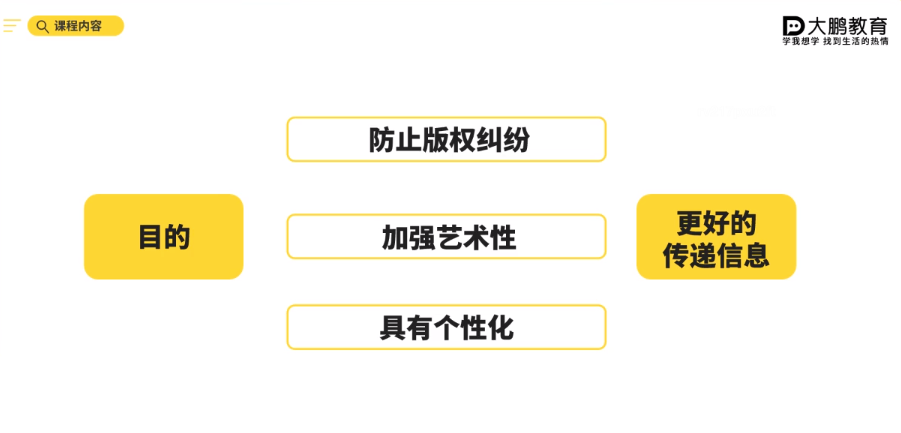 课程内容
大鹏教育
学我想学 找到生活的热情
防止版权纠纷
目的
加强艺术性
更好的
传递信息
具有个性化